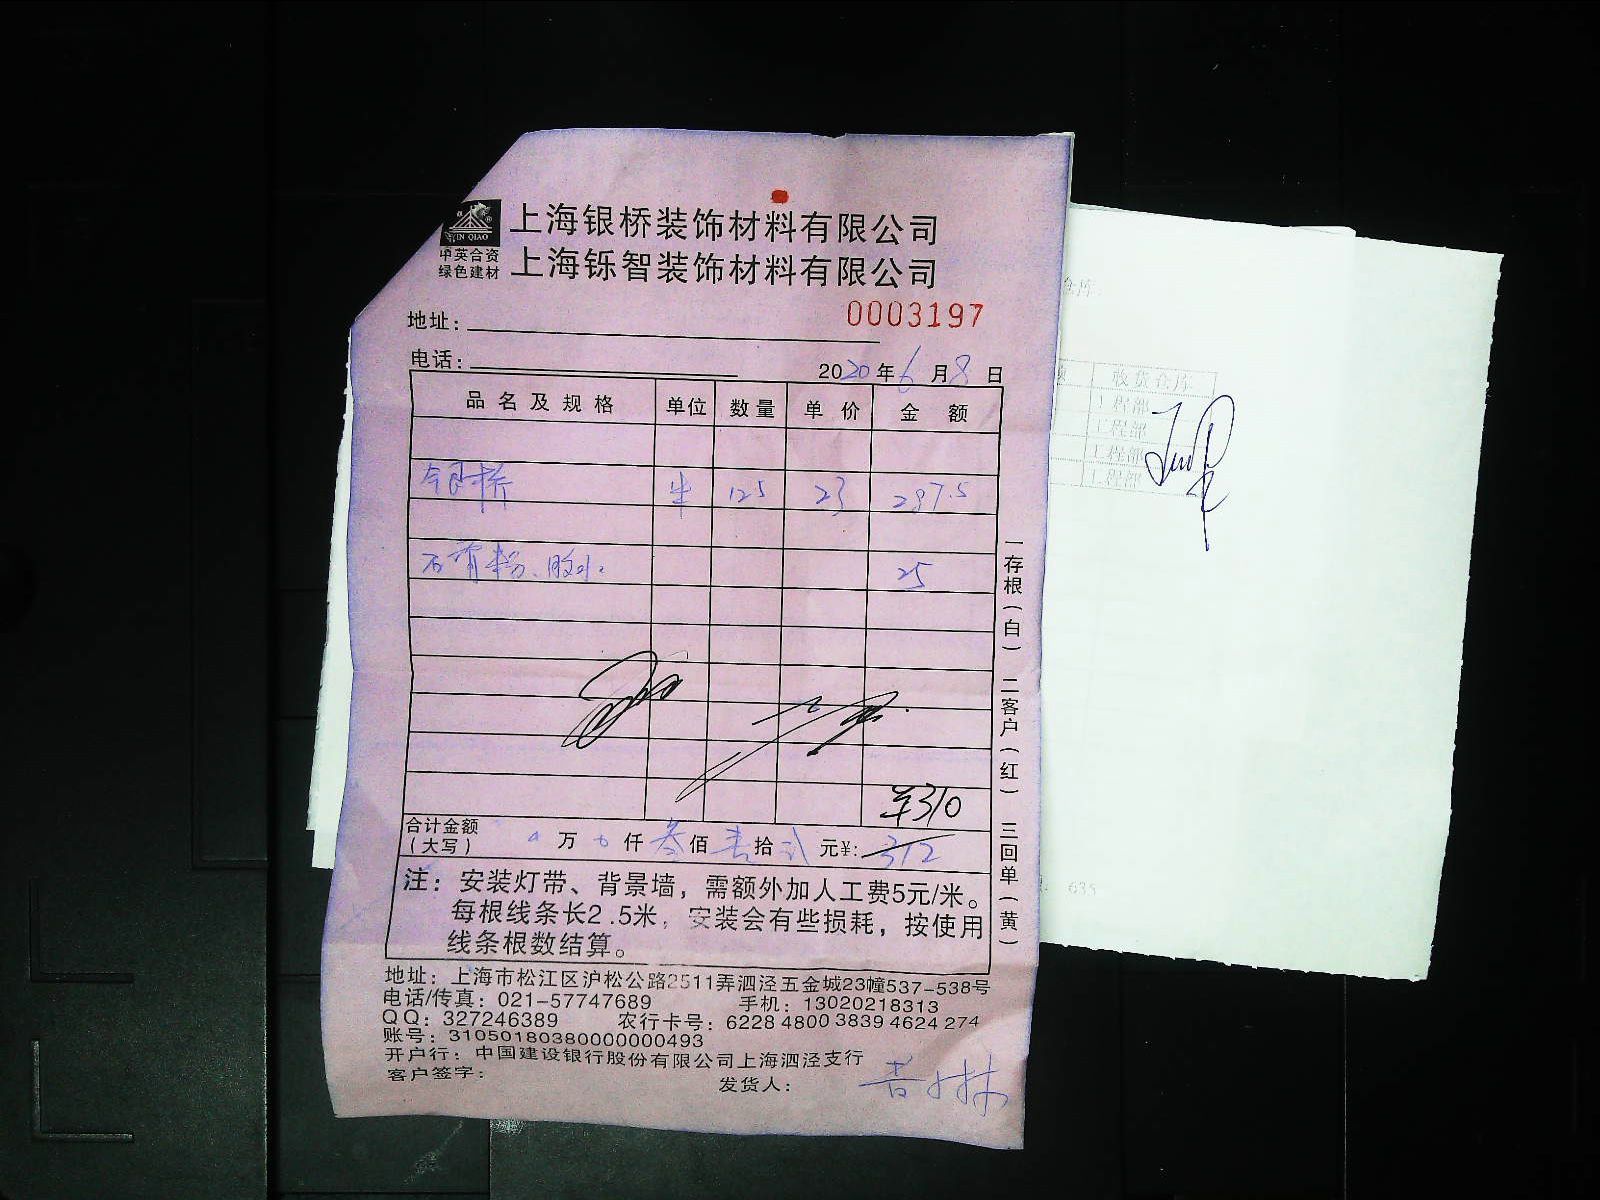 上海银桥装饰材料有限公司
上海铄智装饰材料有限公司
YIN QIAO
中英合资
绿色建材
0003197
地址：
电话：
2020年6月8日
品名及规格 单位 数量 单价 金额
银桥 125 23 287.5
石膏粉、胶水 25
¥310
合计金额（大写） 0万0仟叁佰壹拾贰元¥: 312
注：安装灯带、背景墙，需额外加人工费5元/米。
每根线条长2.5米，安装会有些损耗，按使用
线条根数结算。
一存根（白） 二客户（红） 三回单（黄）
地址：上海市松江区沪松公路2511弄泗泾五金城23幢537-538号
电话/传真：021-57747689 手机：13020218313
QQ：327246389 农行卡号：6228 4800 3839 4624 274
账号：31050180380000000493
开户行：中国建设银行股份有限公司上海泗泾支行
客户签字： 发货人：
仓库
收货仓库
工程部
工程部
工程部
工程部